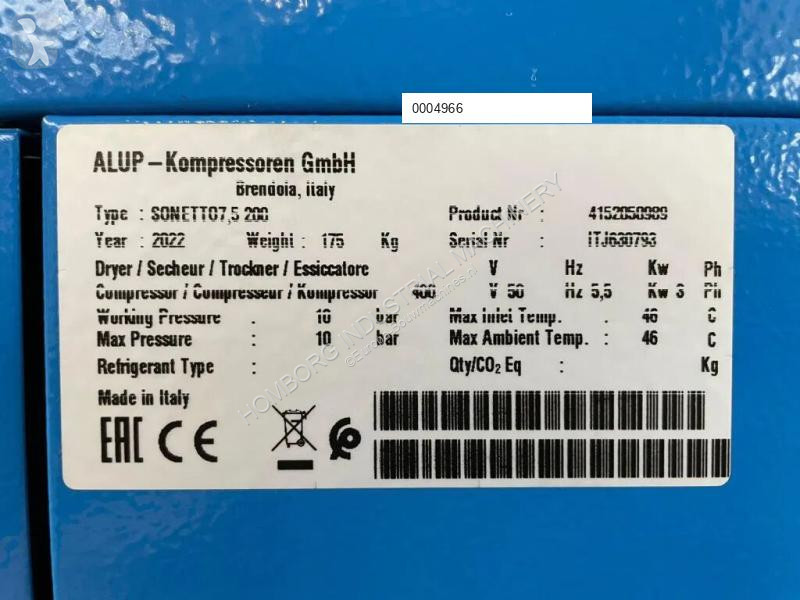 0004966
ALUP-Kompressoren GmbH
Brendola, Italy
Type : SONETTO7,5 200 Product Nr : 4152050989
Year : 2022 Weight : 175 Kg Serial Nr : ITJ630793
Dryer / Secheur / Trockner / Essiccatore V Hz Kw Ph
Compressor / Compresseur / Kompressor 400 V 50 Hz 5,5 Kw 3 Ph
Working Pressure : 10 bar Max Inlet Temp. : 46 C
Max Pressure : 10 bar Max Ambient Temp. : 46 C
Refrigerant Type : Qty/CO₂ Eq : Kg
Made in Italy
EAC CE
HOMBORG INDUSTRIAL MACHINERY